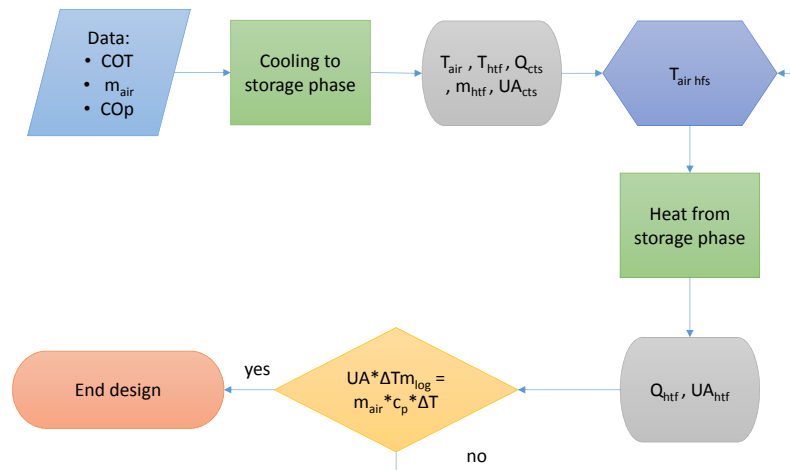 Data:
• COT
• m_air
• COp
Cooling to
storage phase
T_air , T_htf , Q_cts
, m_htf , UA_cts
T_air hfs
Heat from
storage phase
Q_htf , UA_htf
UA*ΔTm_log =
m_air*c_p*ΔT
yes
End design
no